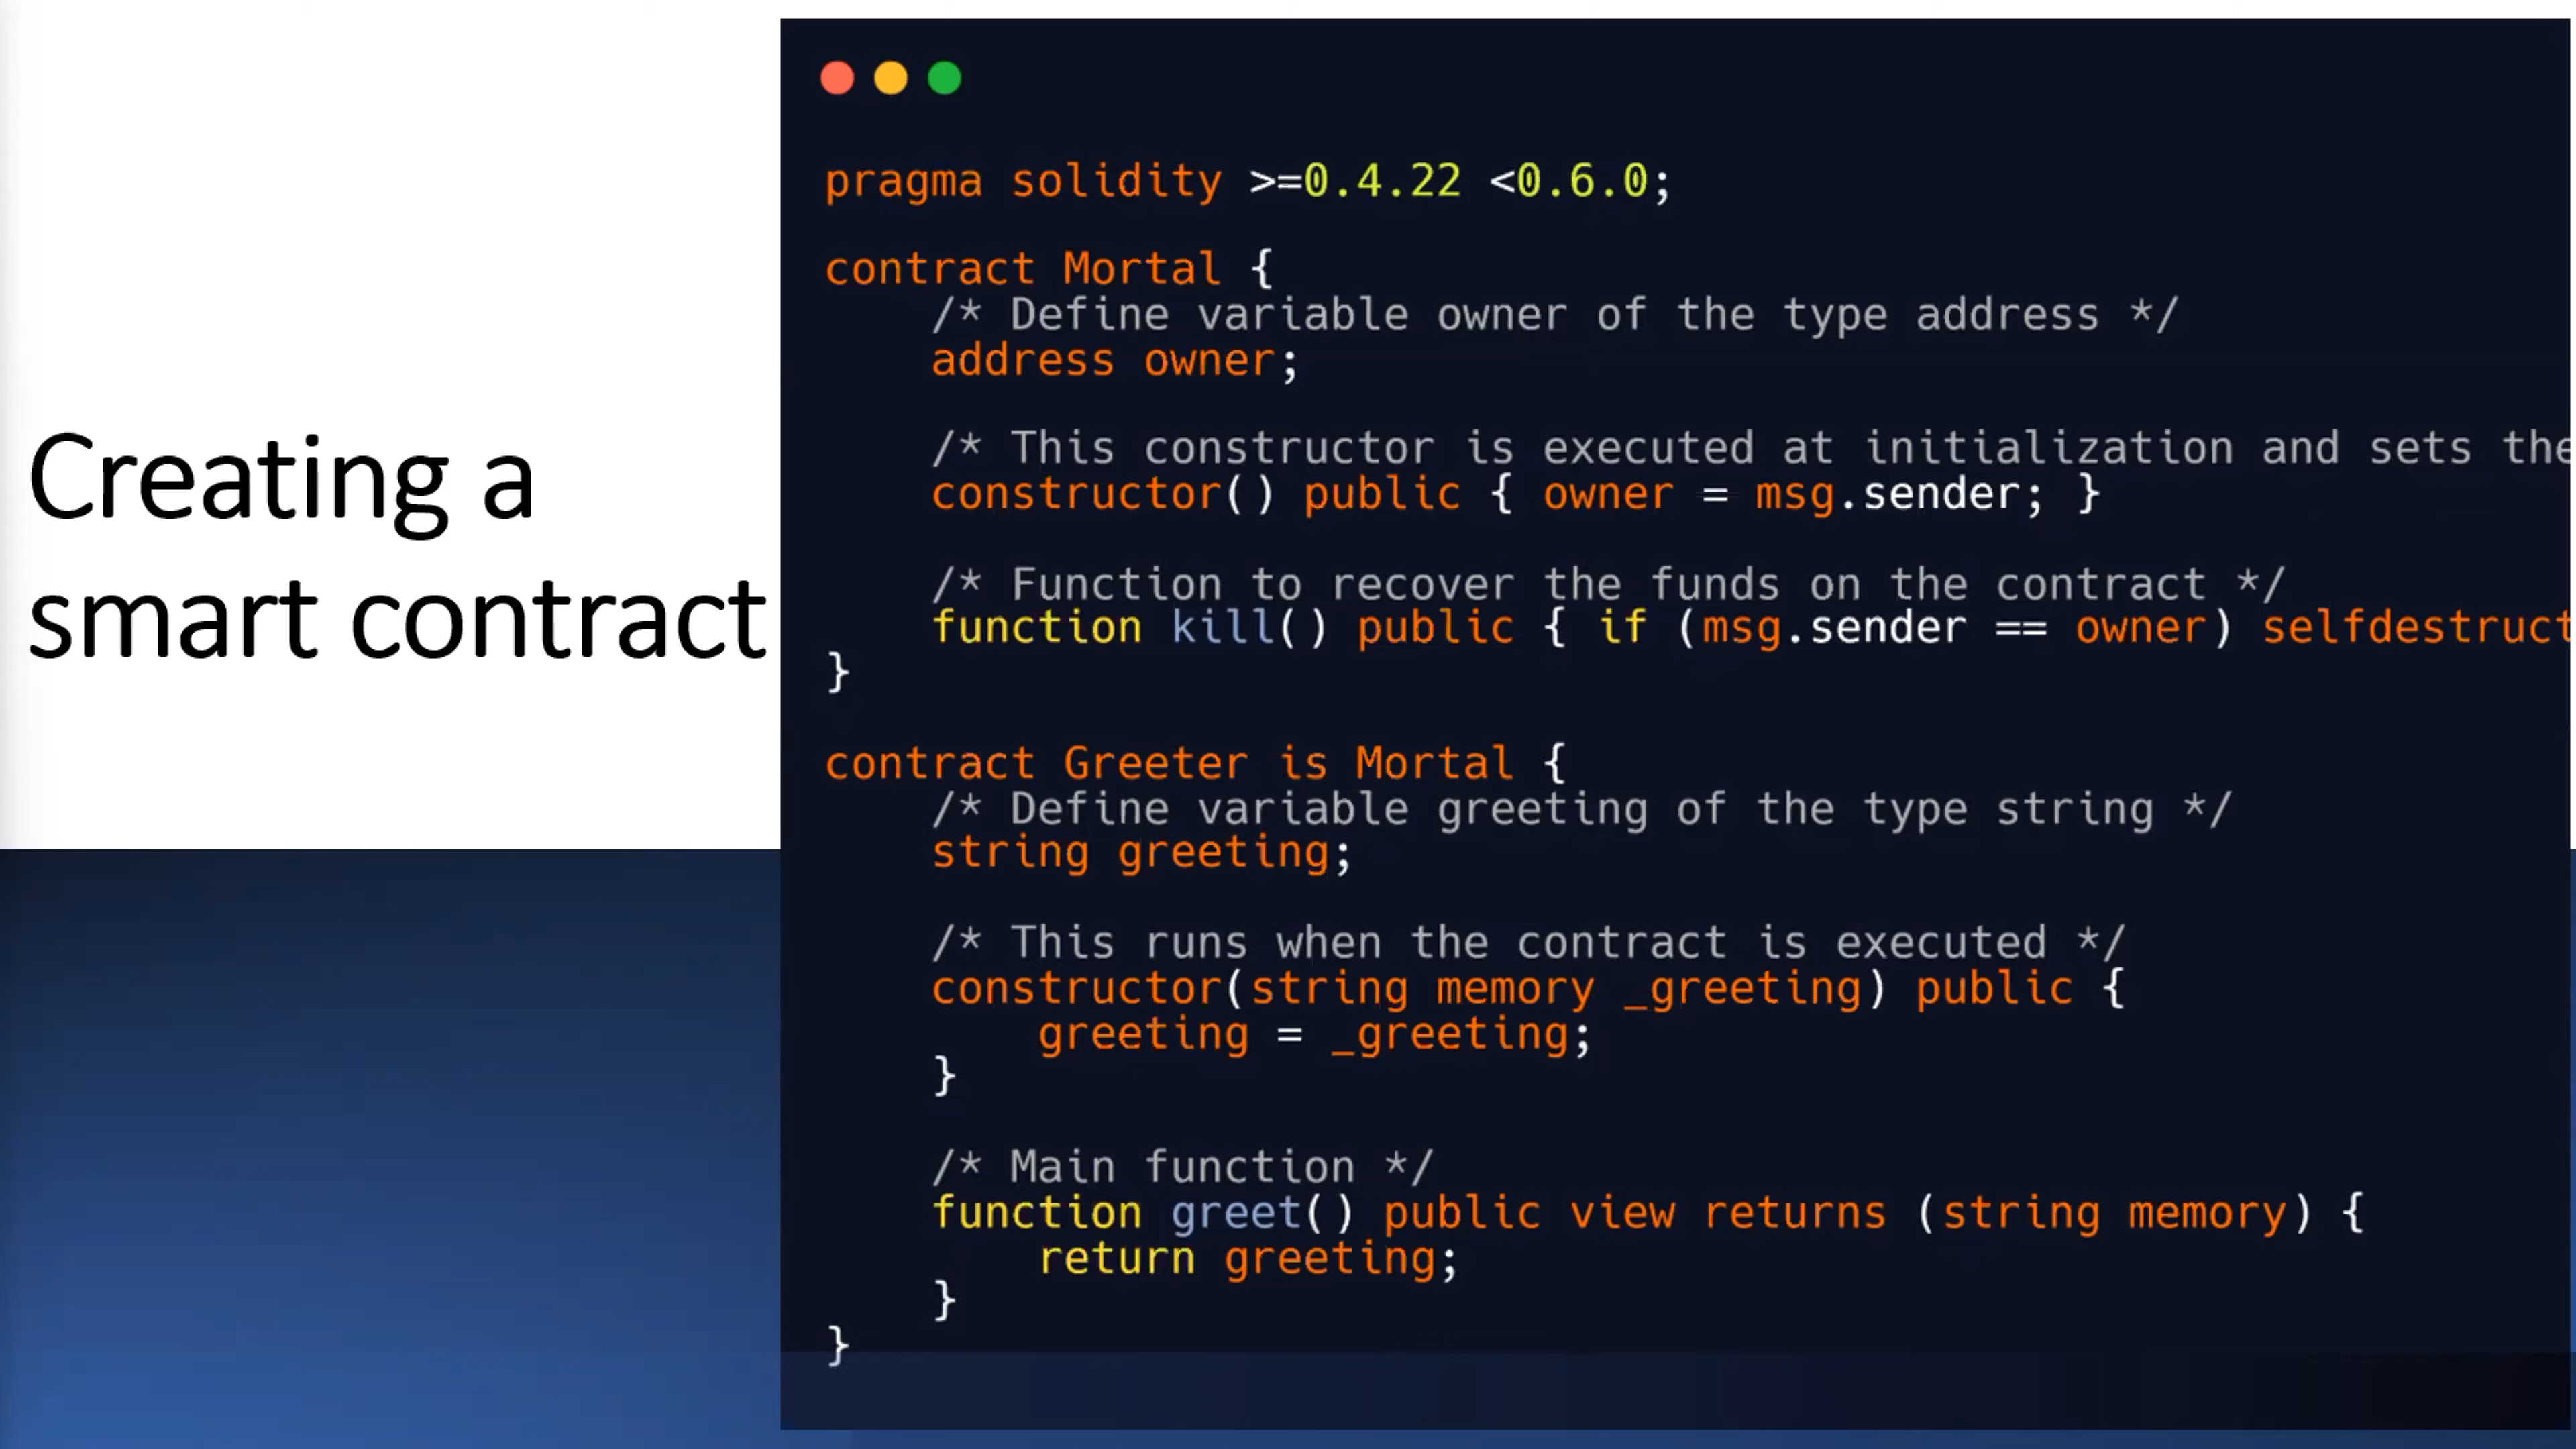 Creating a
smart contract
pragma solidity >=0.4.22 <0.6.0;
contract Mortal {
/* Define variable owner of the type address */
address owner;
/* This constructor is executed at initialization and sets the
constructor() public { owner = msg.sender; }
/* Function to recover the funds on the contract */
function kill() public { if (msg.sender == owner) selfdestruct
}
contract Greeter is Mortal {
/* Define variable greeting of the type string */
string greeting;
/* This runs when the contract is executed */
constructor(string memory _greeting) public {
greeting = _greeting;
}
/* Main function */
function greet() public view returns (string memory) {
return greeting;
}
}